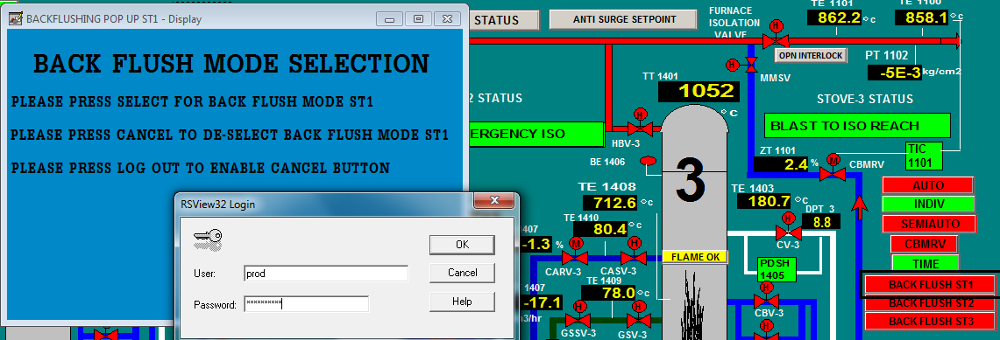 BACKFLUSHING POP UP ST1 - Display
BACK FLUSH MODE SELECTION
PLEASE PRESS SELECT FOR BACK FLUSH MODE ST1
PLEASE PRESS CANCEL TO DE-SELECT BACK FLUSH MODE ST1
PLEASE PRESS LOG OUT TO ENABLE CANCEL BUTTON
RSView32 Login
User:
prod
Password:
xxxxxxxxxx
OK
Cancel
Help
STATUS
ANTI SURGE SETPOINT
FURNACE
ISOLATION
VALVE
H
TE 1101
862.2 °c
TE 1100
858.1 °c
OPN INTERLOCK
PT 1102
-5E-3 kg/cm2
H
MMSV
TT 1401
1052
°c
2 STATUS
STOVE-3 STATUS
ERGENCY ISO
H
HBV-3
BLAST TO ISO REACH
BE 1406
3
ZT 1101
2.4 %
M
CBMRV
TIC
1101
TE 1408
712.6 °c
TE 1403
180.7 °c
AUTO
INDIV
TE 1410
80.4 °c
H
CV-3
DPT 3
8.8
SEMIAUTO
1407
-1.3 %
M
CARV-3
H
CASV-3
FLAME OK
CBMRV
TIME
PDSH
1405
1407
-17.1
m3/hr
TE 1409
78.0 °c
H
CBV-3
BACK FLUSH ST1
BACK FLUSH ST2
BACK FLUSH ST3
H
GSSV-3
H
GSV-3
H